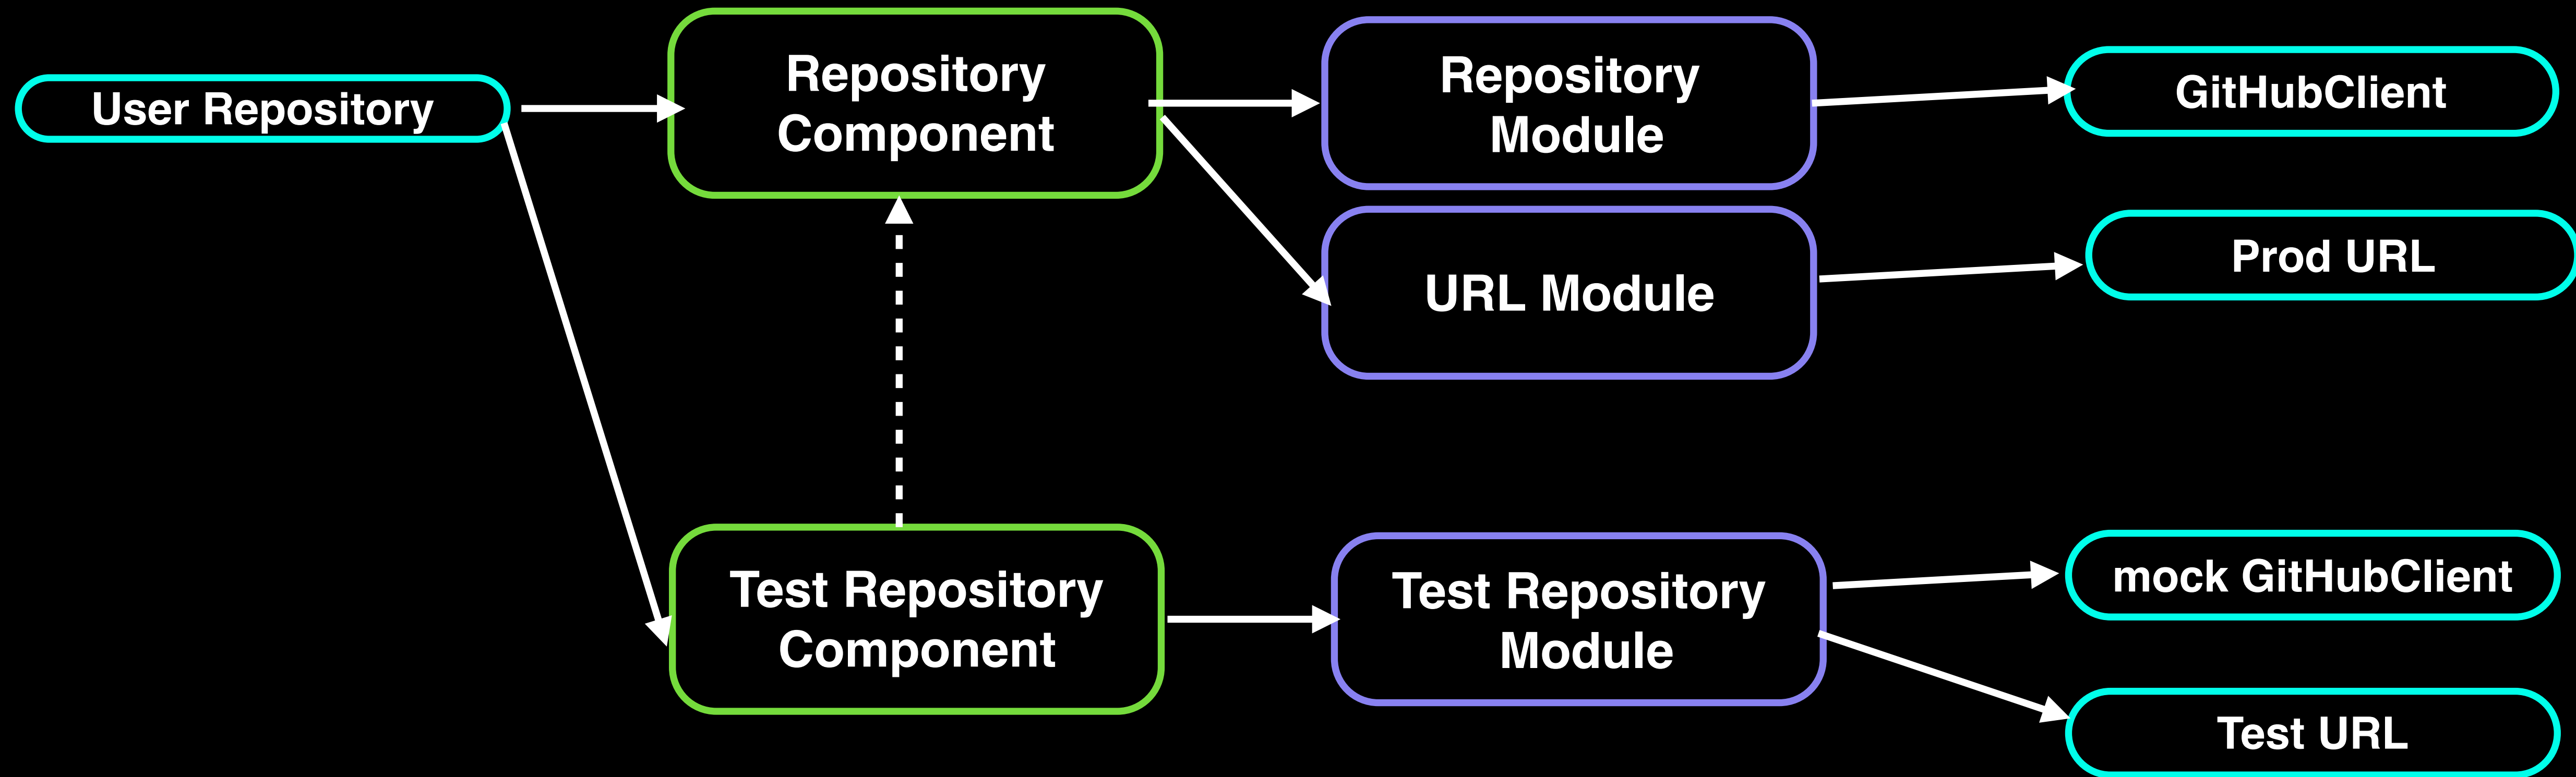 User Repository
Repository
Component
Repository
Module
GitHubClient
URL Module
Prod URL
Test Repository
Component
Test Repository
Module
mock GitHubClient
Test URL